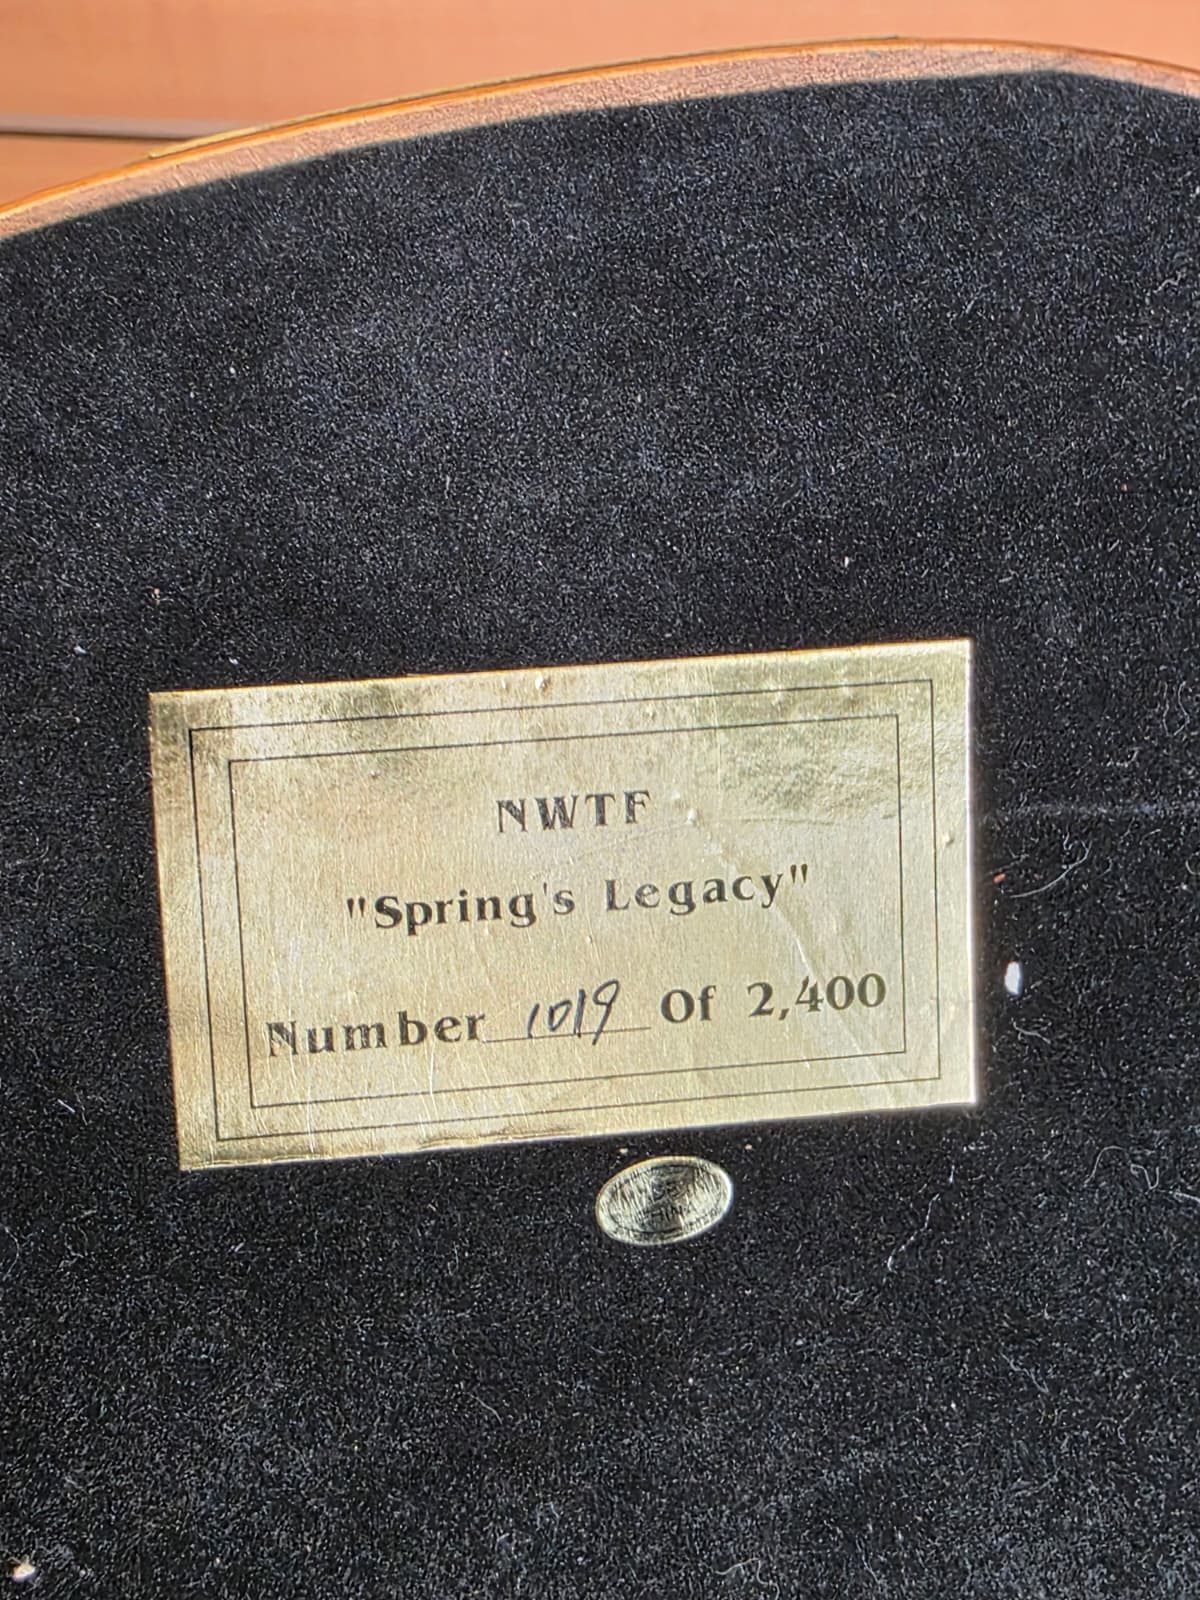 NWTF
"Spring's Legacy"
Number 1019 Of 2,400